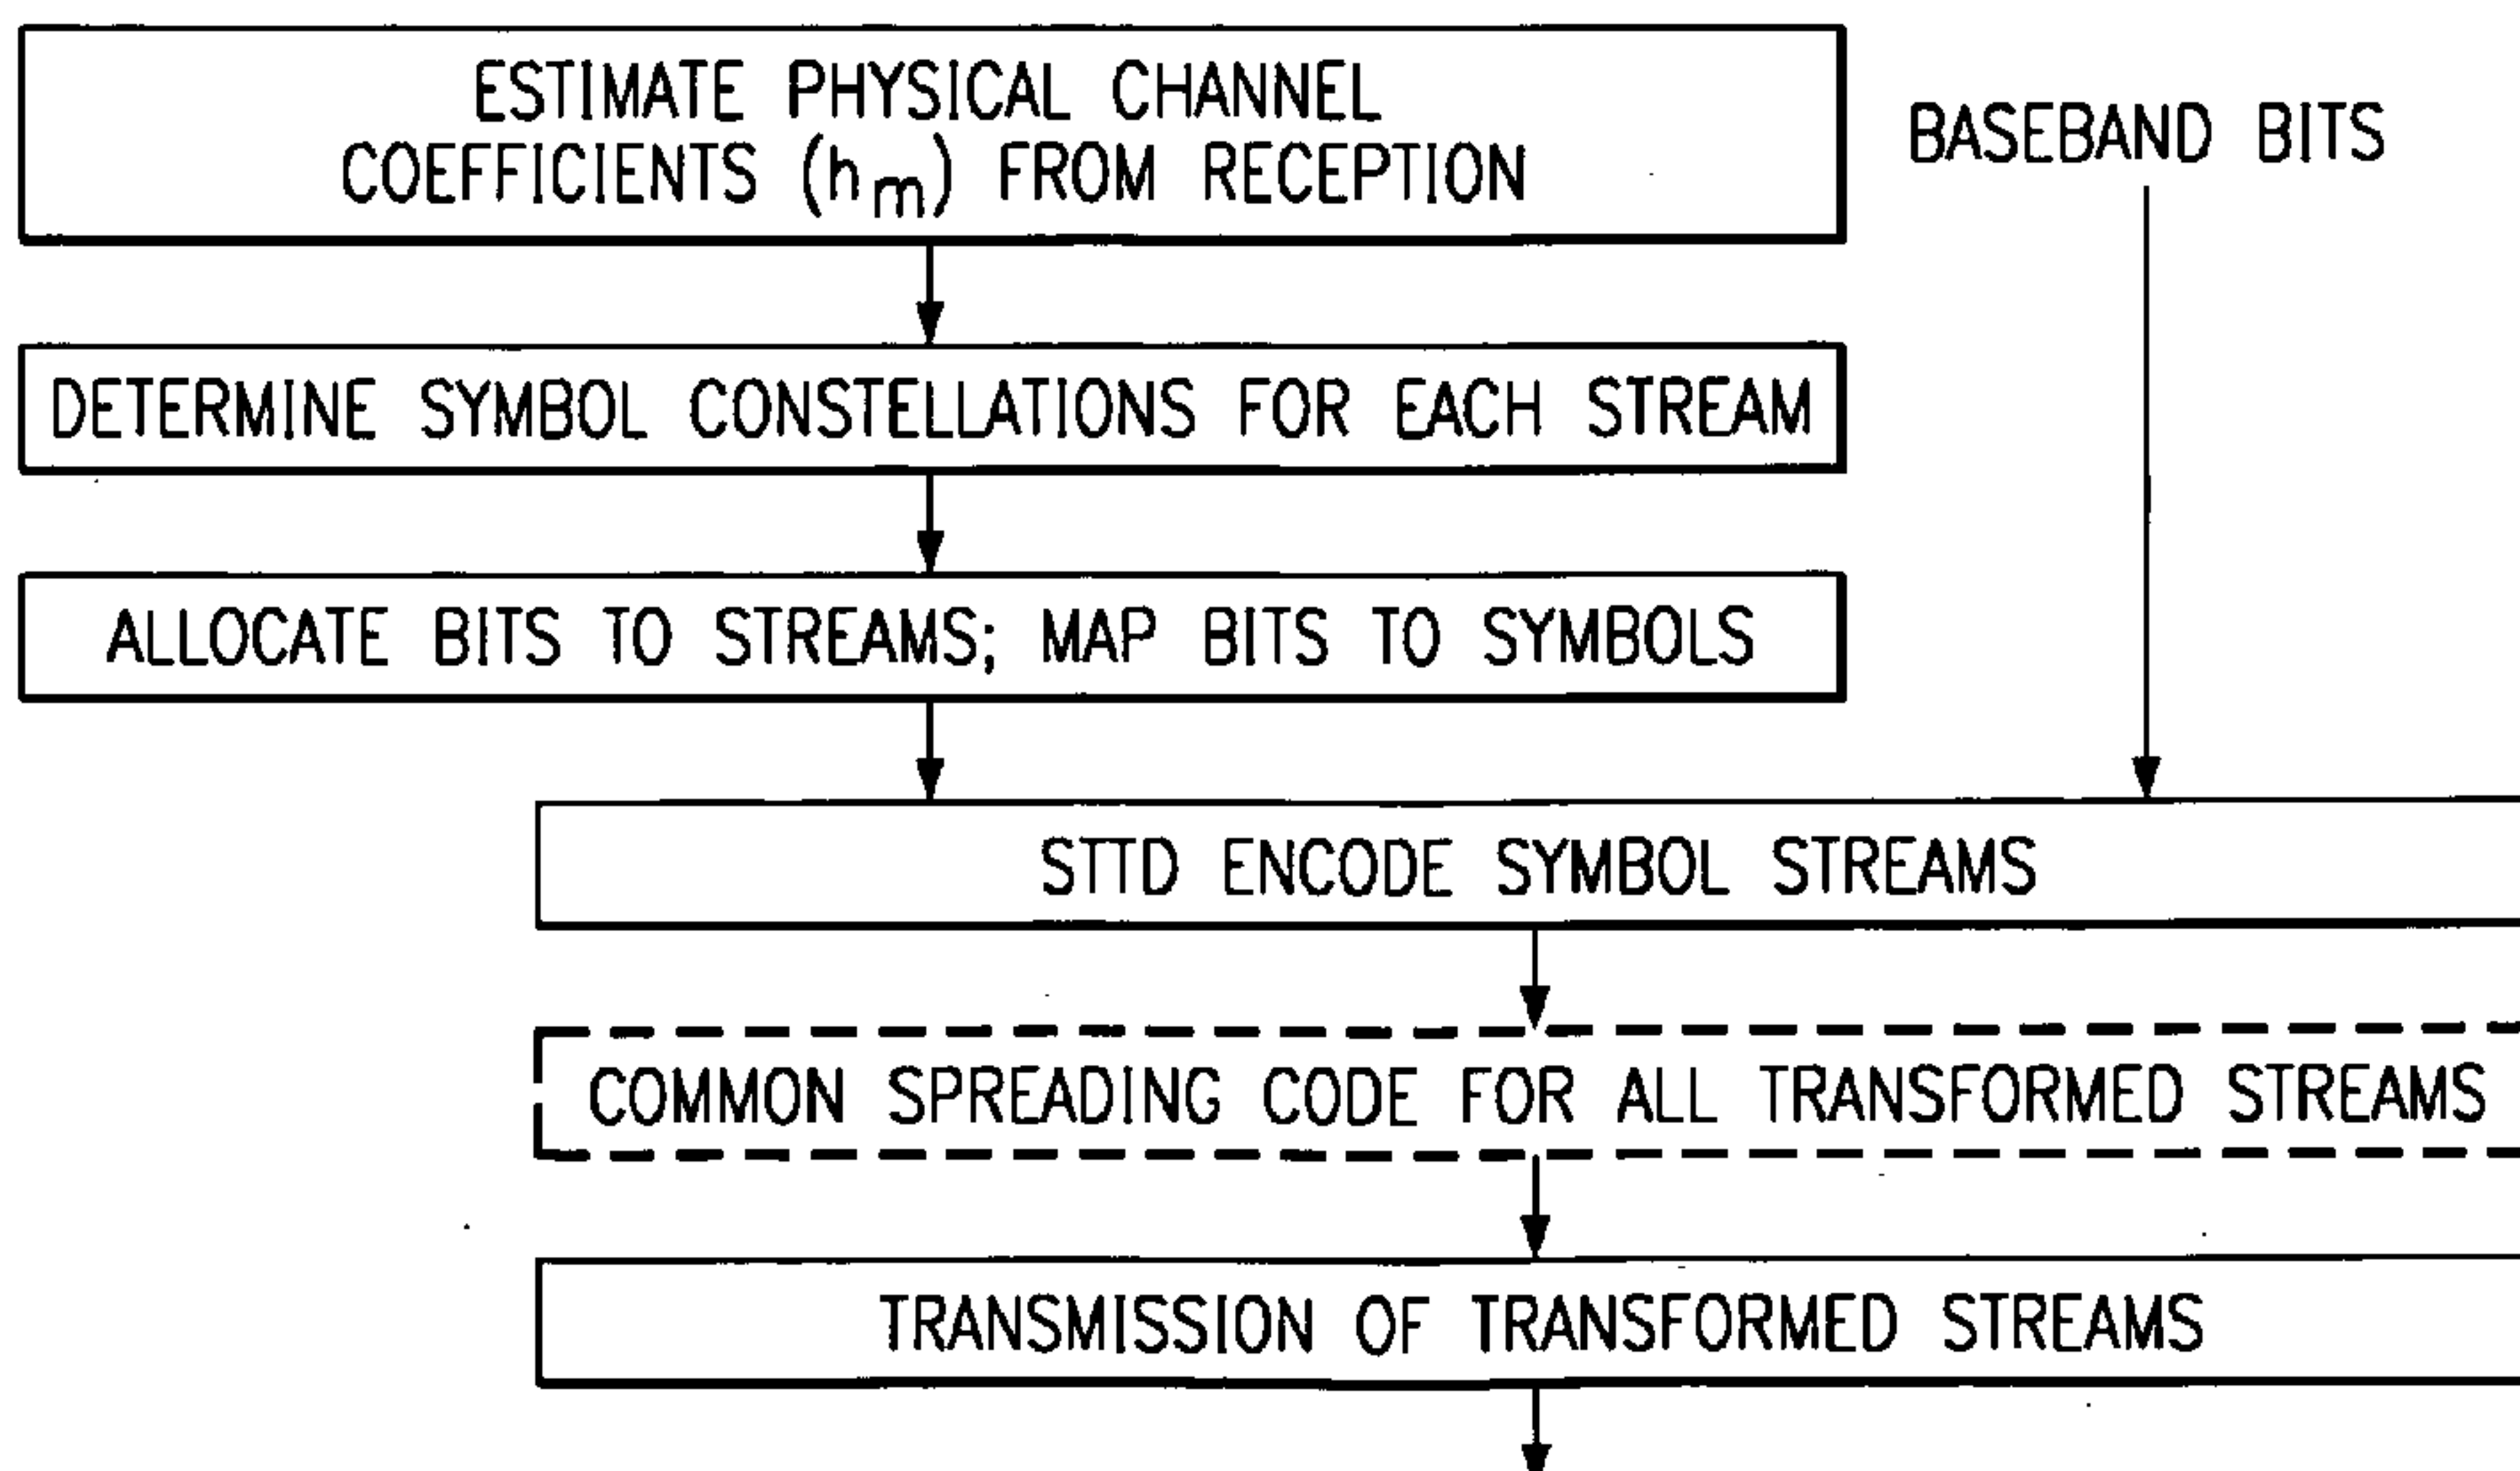 ESTIMATE PHYSICAL CHANNEL
COEFFICIENTS (hm) FROM RECEPTION
BASEBAND BITS
DETERMINE SYMBOL CONSTELLATIONS FOR EACH STREAM
ALLOCATE BITS TO STREAMS; MAP BITS TO SYMBOLS
STTD ENCODE SYMBOL STREAMS
COMMON SPREADING CODE FOR ALL TRANSFORMED STREAMS
TRANSMISSION OF TRANSFORMED STREAMS